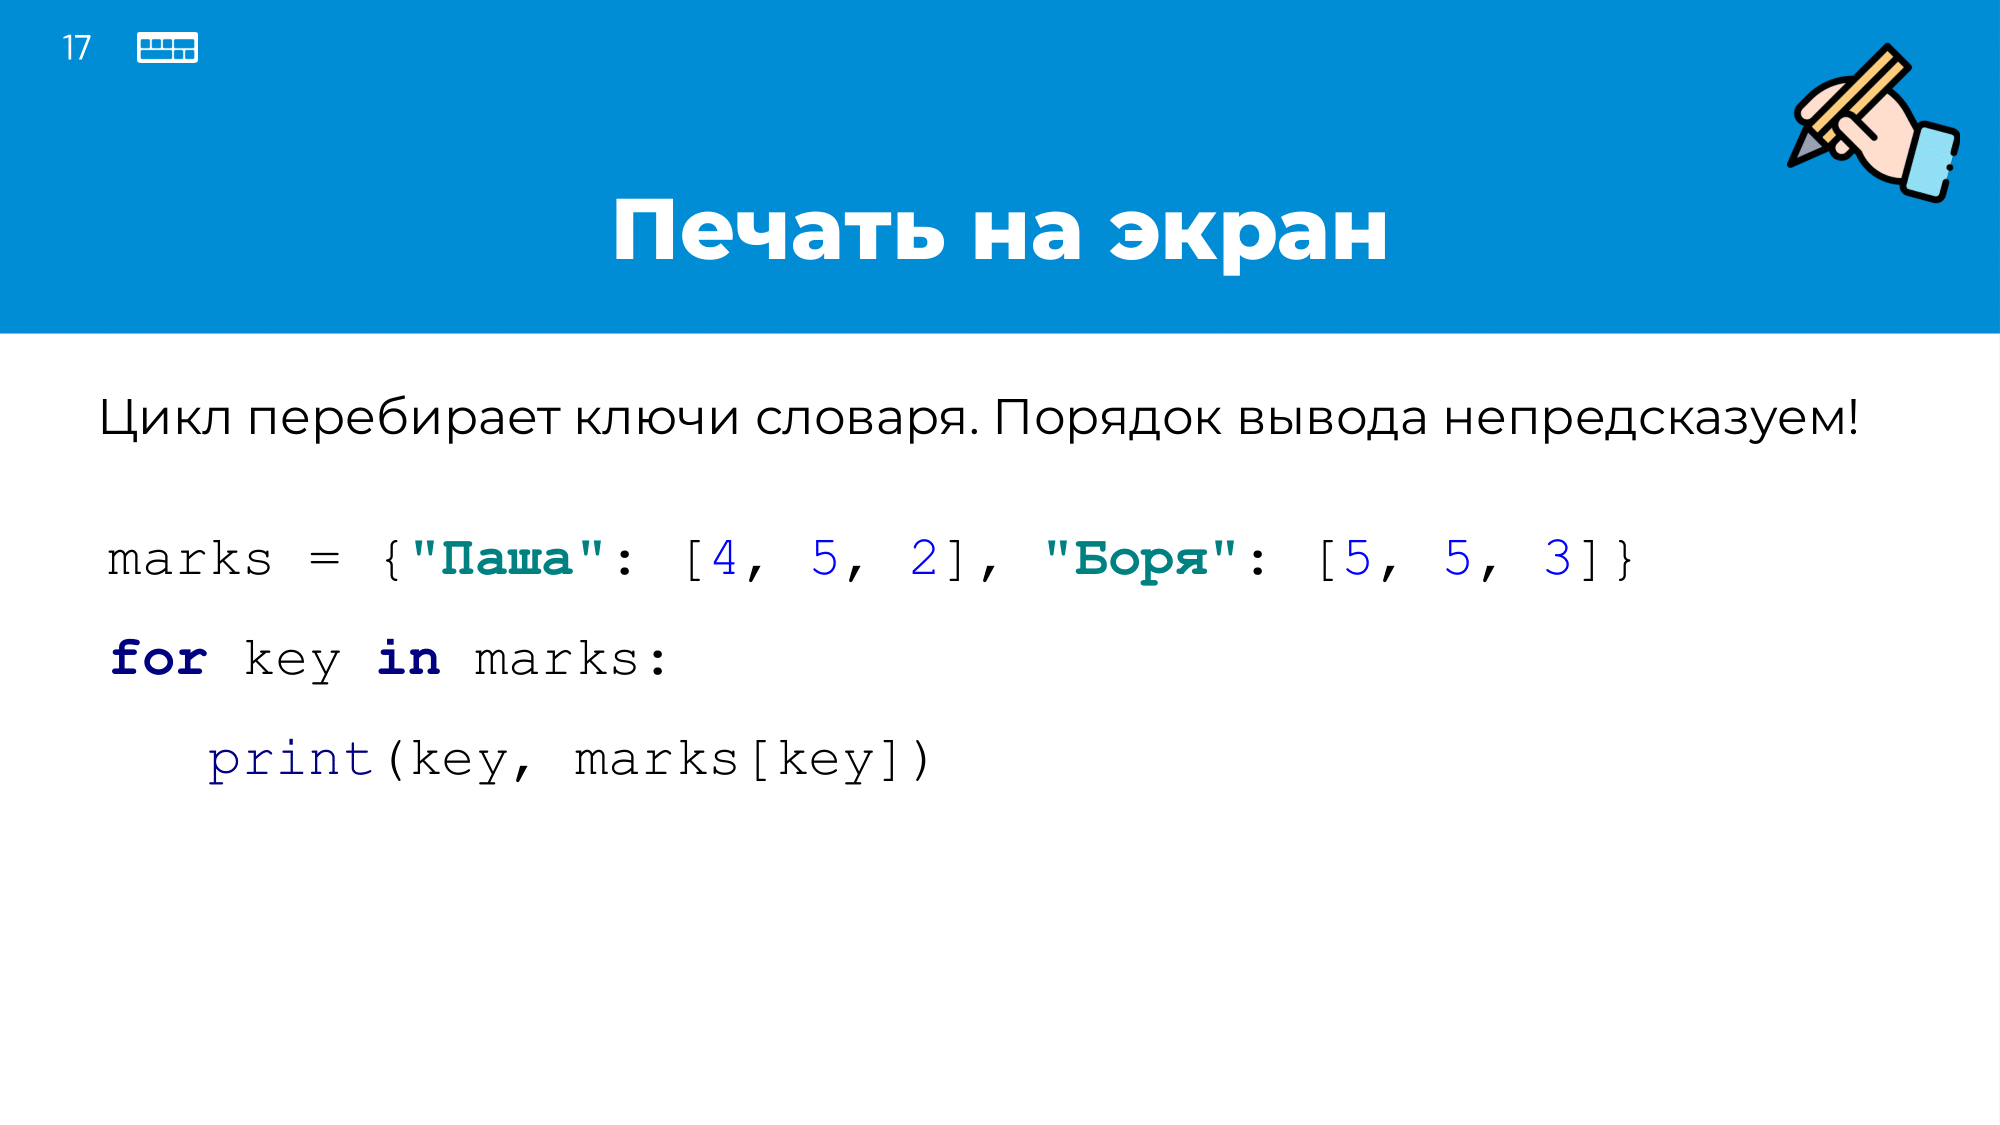 17
Печать на экран
Цикл перебирает ключи словаря. Порядок вывода непредсказуем!
marks = {"Паша": [4, 5, 2], "Боря": [5, 5, 3]}
for key in marks:
   print(key, marks[key])